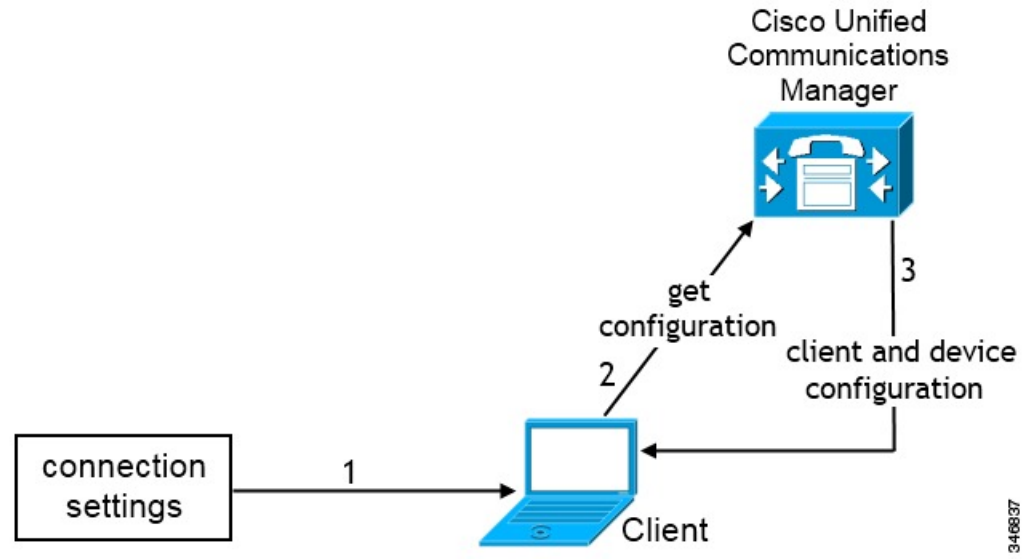 Cisco Unified
Communications
Manager
3
get
configuration
client and device
configuration
2
connection
settings
1
Client
346837